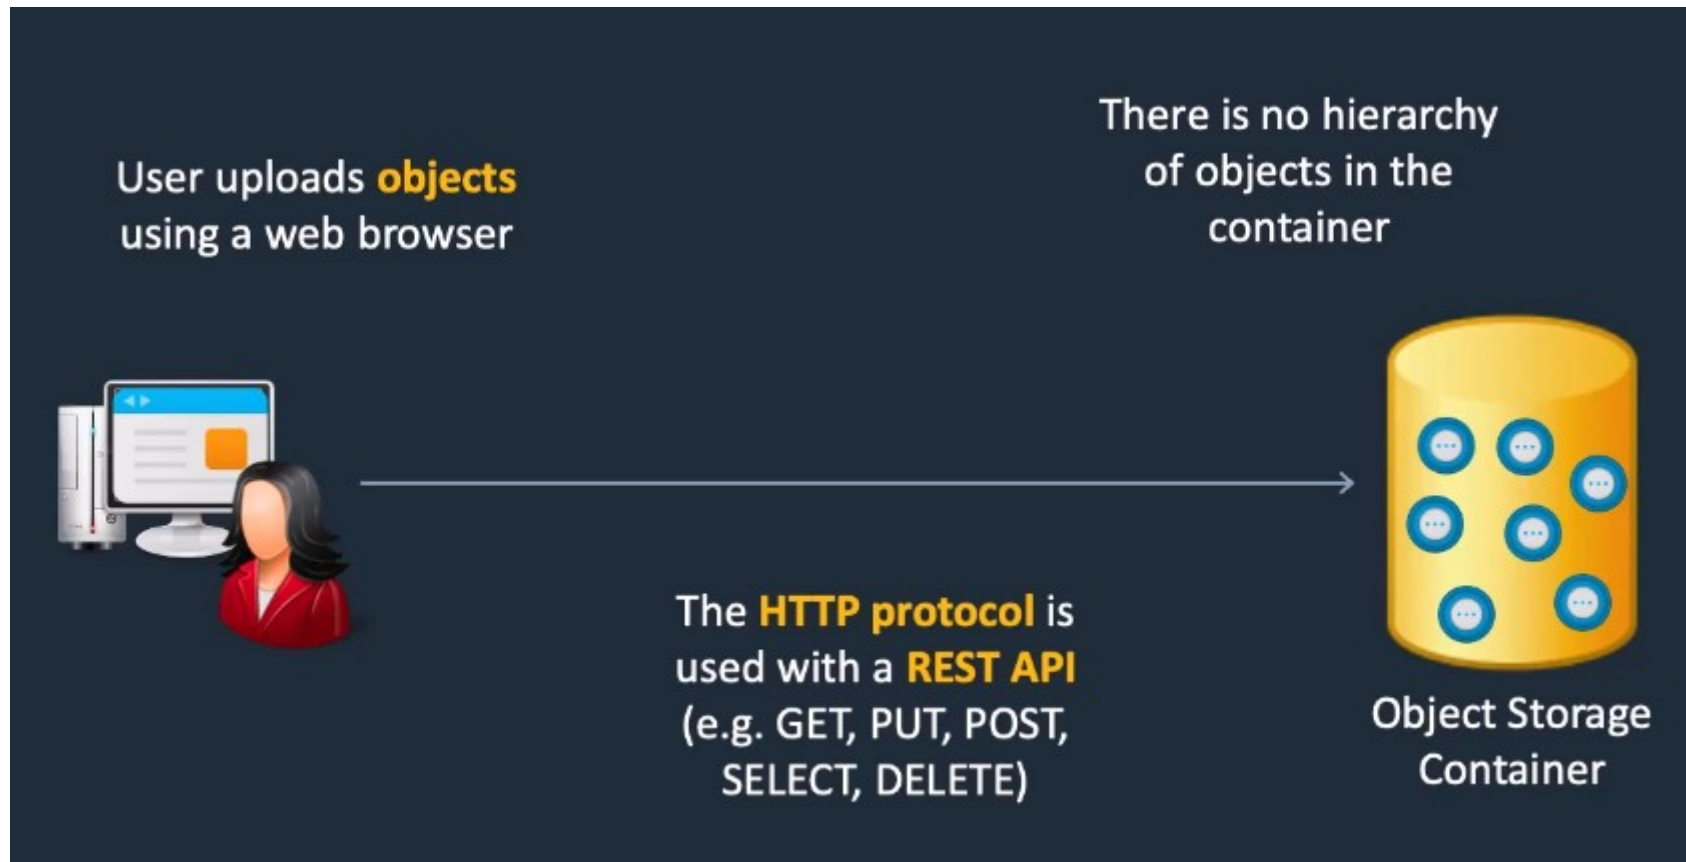 User uploads objects
using a web browser
There is no hierarchy
of objects in the
container
The HTTP protocol is
used with a REST API
(e.g. GET, PUT, POST,
SELECT, DELETE)
Object Storage
Container